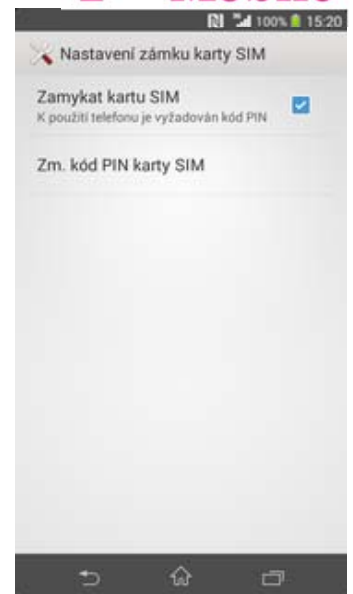 100% 15:20
Nastavení zámku karty SIM
Zamykat kartu SIM
K použití telefonu je vyžadován kód PIN
Zm. kód PIN karty SIM